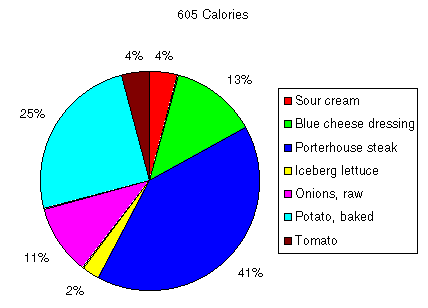 605 Calories
4%
4%
13%
25%
11%
2%
41%
Sour cream
Blue cheese dressing
Porterhouse steak
Iceberg lettuce
Onions, raw
Potato, baked
Tomato